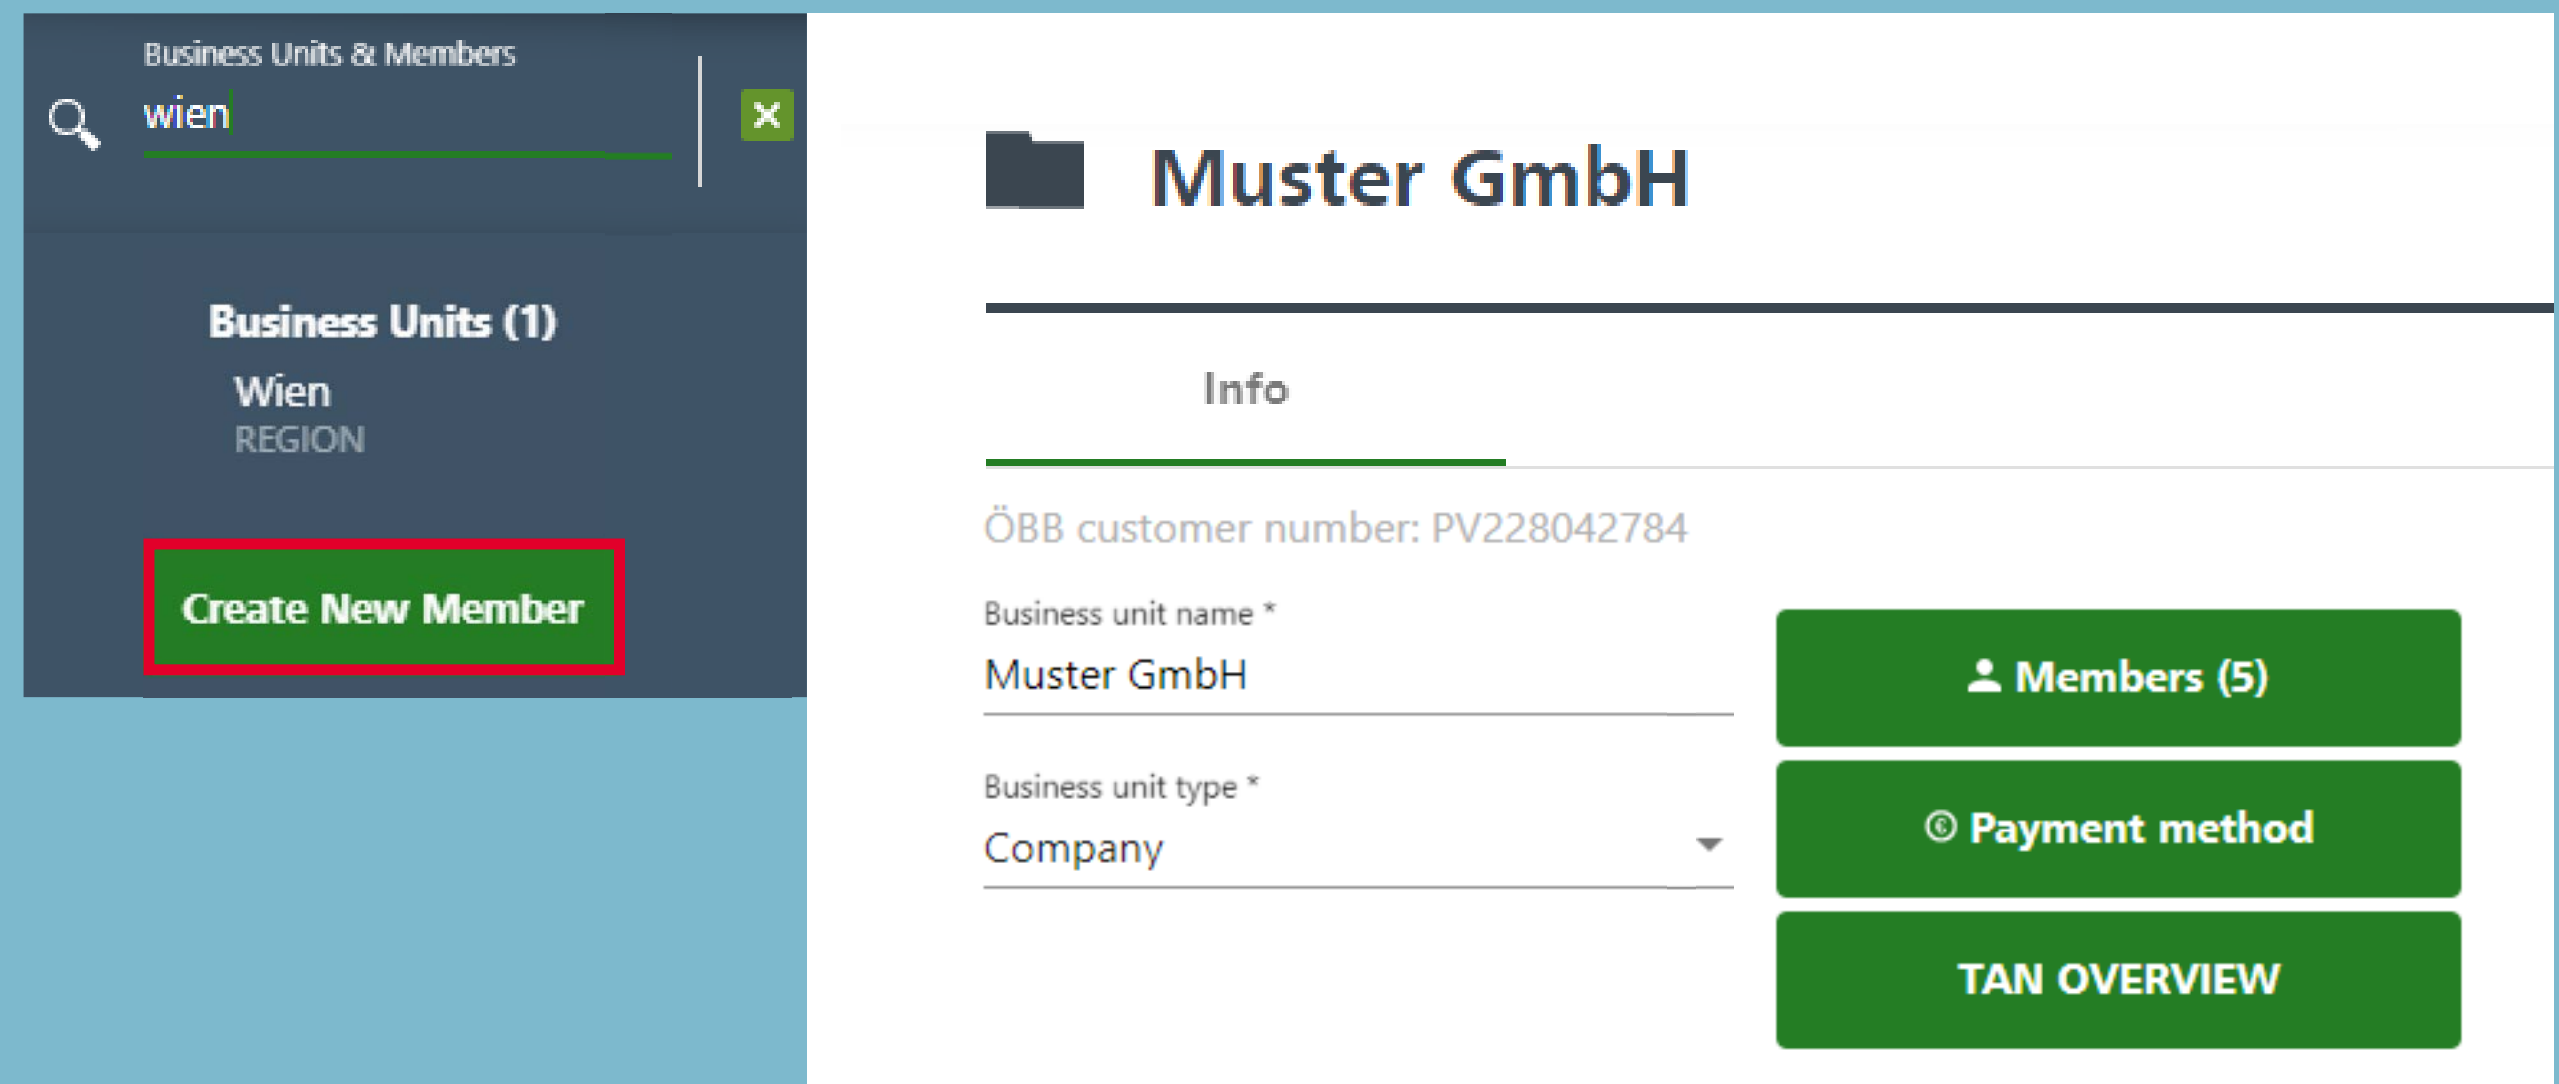 Business Units & Members
wien
Business Units (1)
Wien
REGION
Create New Member
Muster GmbH
Info
ÖBB customer number: PV228042784
Business unit name *
Muster GmbH
Business unit type *
Company
Members (5)
Payment method
TAN OVERVIEW